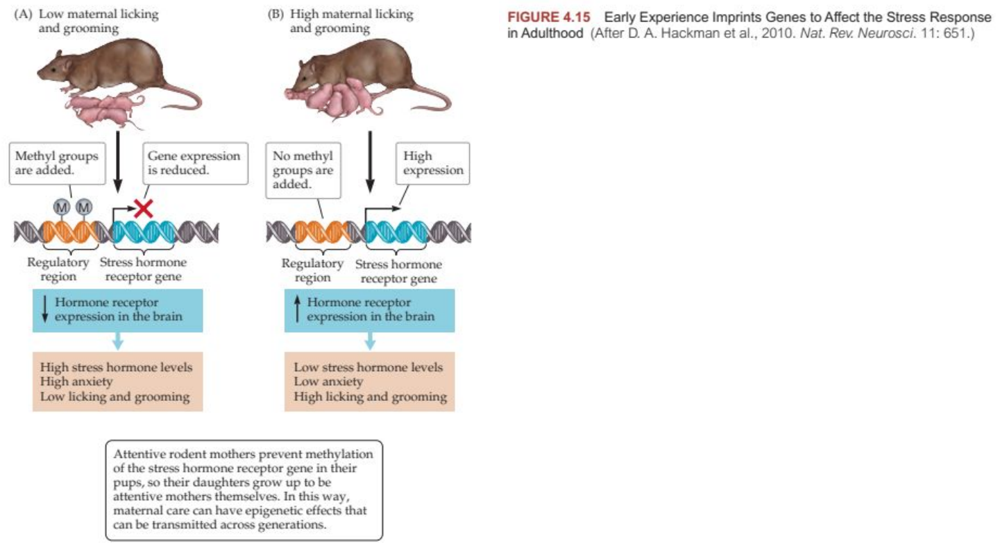 (A) Low maternal licking
and grooming
(B) High maternal licking
and grooming
FIGURE 4.15 Early Experience Imprints Genes to Affect the Stress Response
in Adulthood (After D. A. Hackman et al., 2010. Nat. Rev. Neurosci. 11: 651.)
Methyl groups
are added.
Gene expression
is reduced.
M M
Regulatory
region
Stress hormone
receptor gene
Hormone receptor
expression in the brain
High stress hormone levels
High anxiety
Low licking and grooming
No methyl
groups are
added.
High
expression
Regulatory
region
Stress hormone
receptor gene
Hormone receptor
expression in the brain
Low stress hormone levels
Low anxiety
High licking and grooming
Attentive rodent mothers prevent methylation
of the stress hormone receptor gene in their
pups, so their daughters grow up to be
attentive mothers themselves. In this way,
maternal care can have epigenetic effects that
can be transmitted across generations.